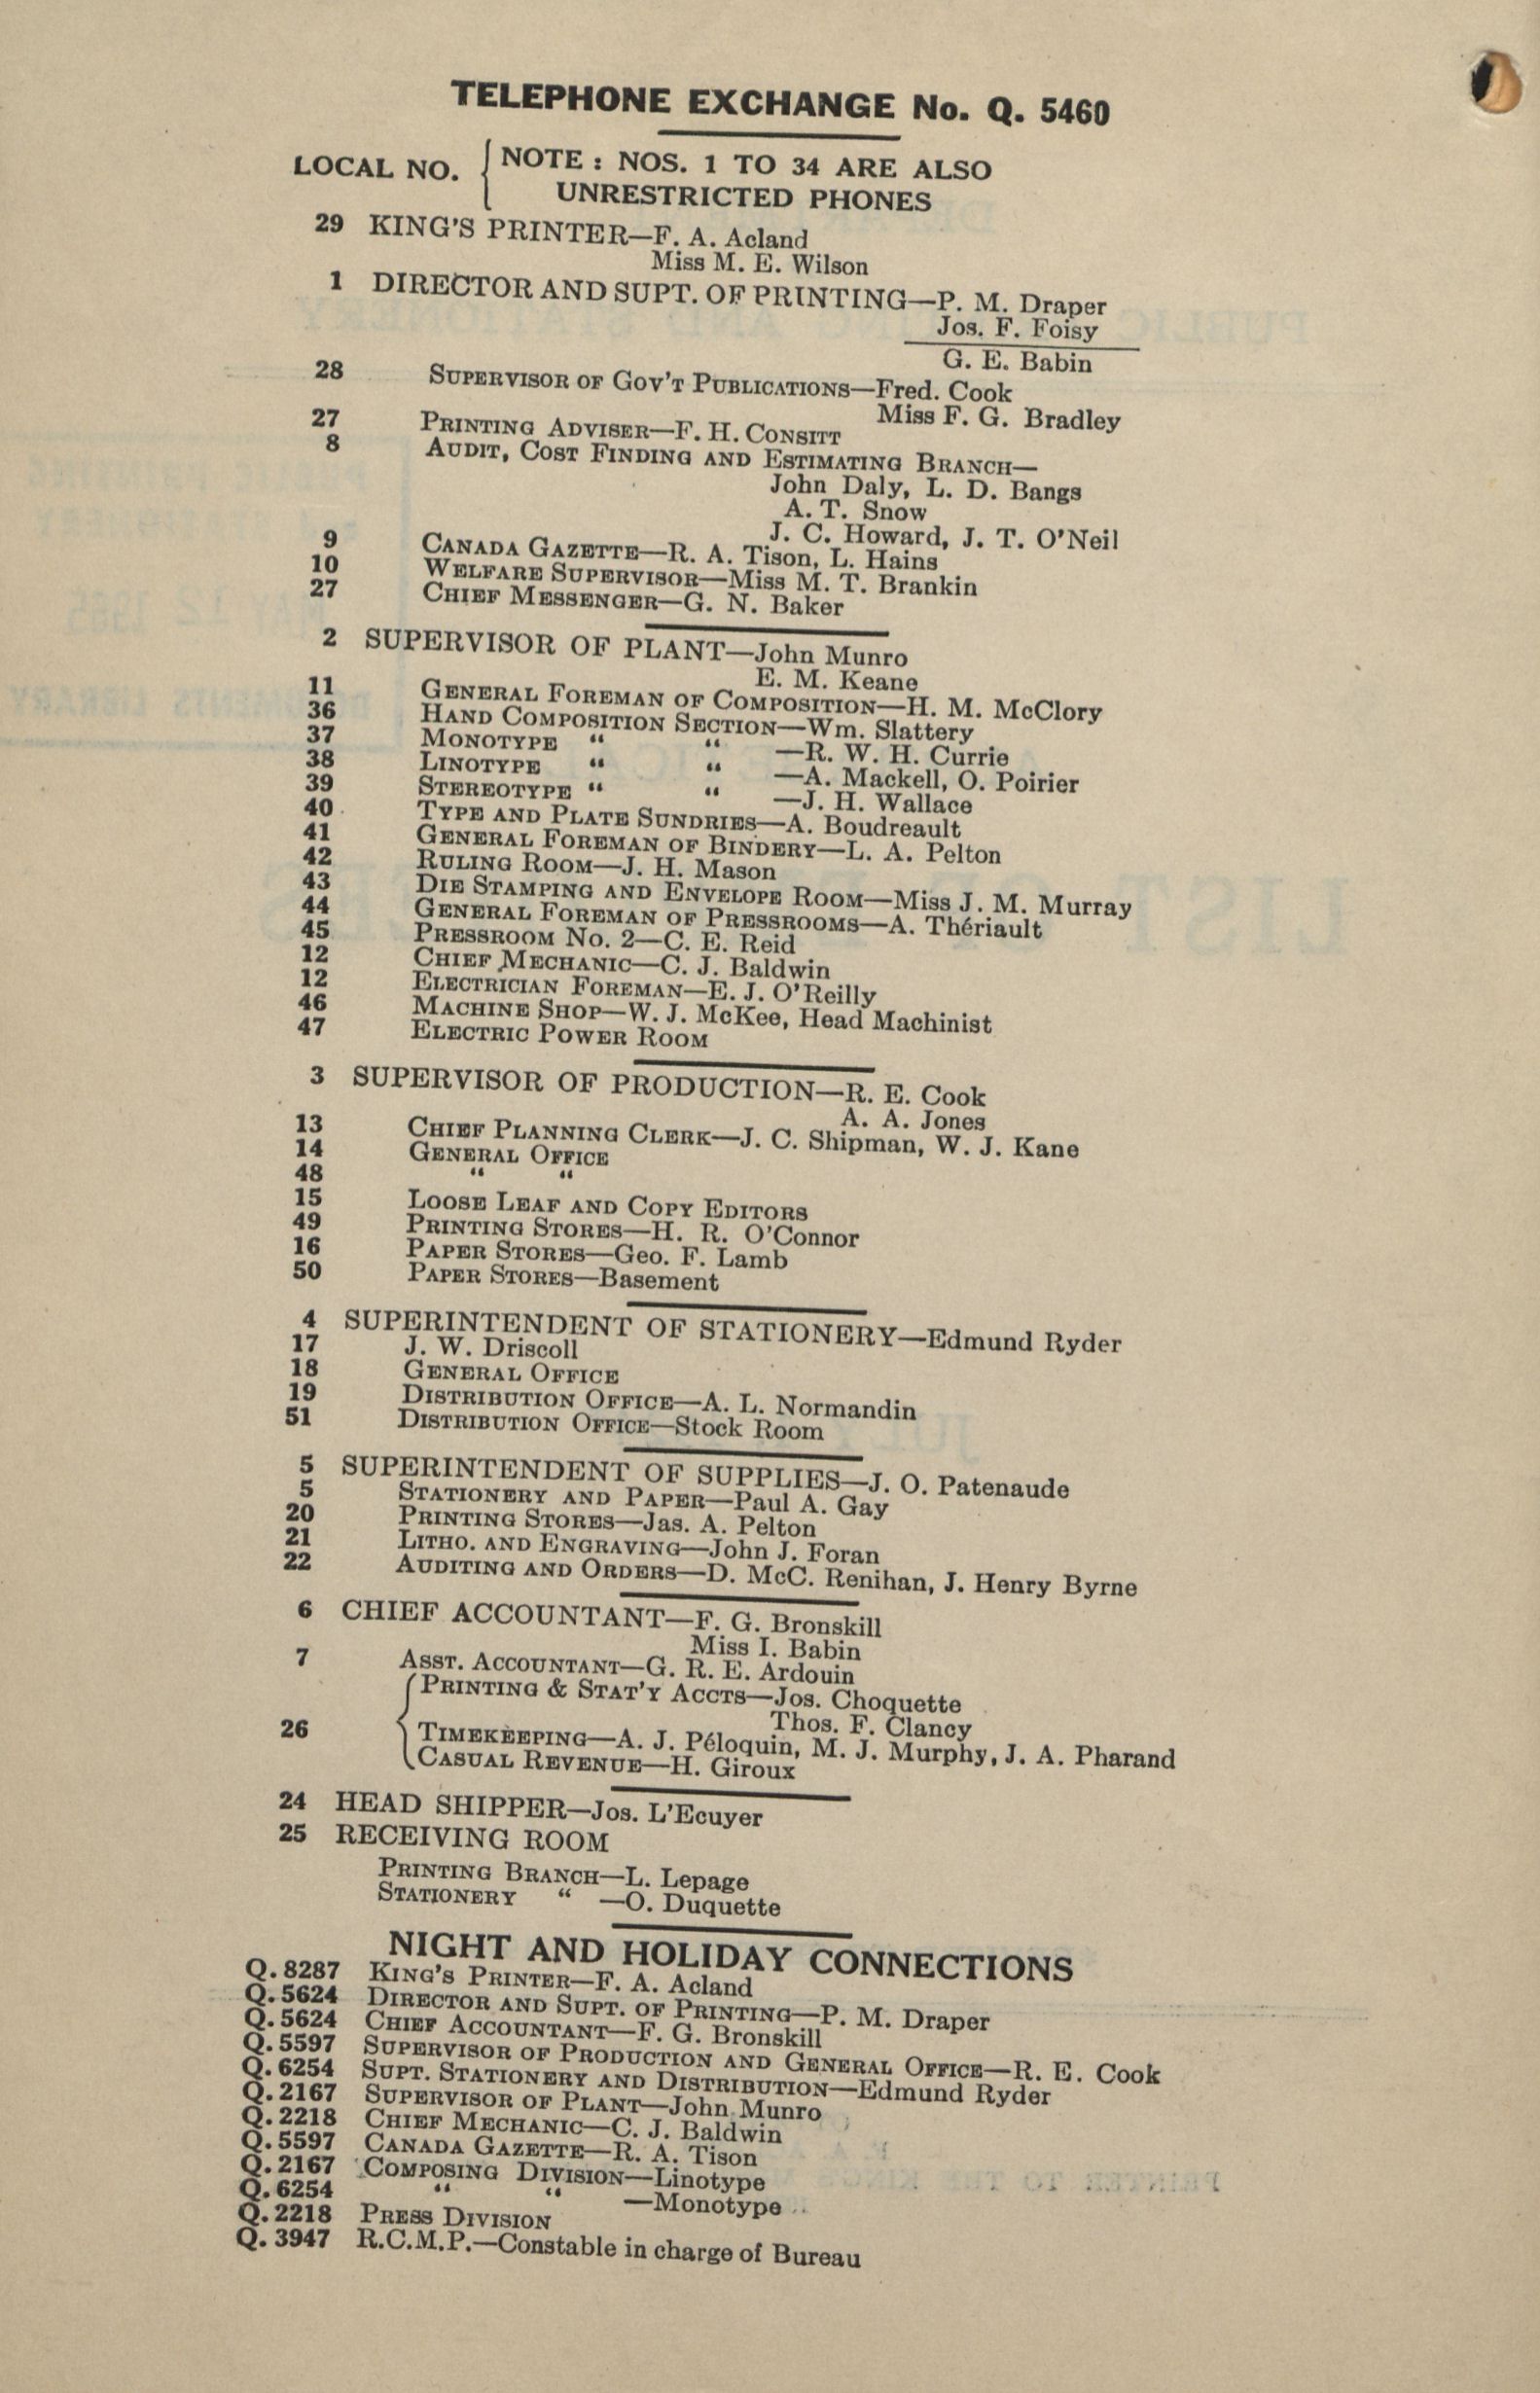 TELEPHONE EXCHANGE No. Q. 5460
LOCAL NO. { NOTE : NOS. 1 TO 34 ARE ALSO
UNRESTRICTED PHONES
29 KING'S PRINTER—F. A. Acland
Miss M. E. Wilson
1 DIRECTOR AND SUPT. OF PRINTING—P. M. Draper
Jos. F. Foisy
G. E. Babin
28 SUPERVISOR OF GOV'T PUBLICATIONS—Fred. Cook
Miss F. G. Bradley
27 PRINTING ADVISER—F. H. CONSITT
8 AUDIT, COST FINDING AND ESTIMATING BRANCH—
John Daly, L. D. Bangs
A. T. Snow
J. C. Howard, J. T. O'Neil
9 CANADA GAZETTE—R. A. Tison, L. Hains
10 WELFARE SUPERVISOR—Miss M. T. Brankin
27 CHIEF MESSENGER—G. N. Baker
2 SUPERVISOR OF PLANT—John Munro
E. M. Keane
11 GENERAL FOREMAN OF COMPOSITION—H. M. McClory
36 HAND COMPOSITION SECTION—Wm. Slattery
37 MONOTYPE " " —R. W. H. Currie
38 LINOTYPE " " —A. Mackell, O. Poirier
39 STEREOTYPE " " —J. H. Wallace
40 TYPE AND PLATE SUNDRIES—A. Boudreault
41 GENERAL FOREMAN OF BINDERY—L. A. Pelton
42 RULING ROOM—J. H. Mason
43 DIE STAMPING AND ENVELOPE ROOM—Miss J. M. Murray
44 GENERAL FOREMAN OF PRESSROOMS—A. Thériault
45 PRESSROOM No. 2—C. E. Reid
12 CHIEF MECHANIC—C. J. Baldwin
12 ELECTRICIAN FOREMAN—E. J. O'Reilly
46 MACHINE SHOP—W. J. McKee, Head Machinist
47 ELECTRIC POWER ROOM
3 SUPERVISOR OF PRODUCTION—R. E. Cook
A. A. Jones
13 CHIEF PLANNING CLERK—J. C. Shipman, W. J. Kane
14 GENERAL OFFICE
48 " "
15 LOOSE LEAF AND COPY EDITORS
49 PRINTING STORES—H. R. O'Connor
16 PAPER STORES—Geo. F. Lamb
50 PAPER STORES—Basement
4 SUPERINTENDENT OF STATIONERY—Edmund Ryder
17 J. W. Driscoll
18 GENERAL OFFICE
19 DISTRIBUTION OFFICE—A. L. Normandin
51 DISTRIBUTION OFFICE—Stock Room
5 SUPERINTENDENT OF SUPPLIES—J. O. Patenaude
5 STATIONERY AND PAPER—Paul A. Gay
20 PRINTING STORES—Jas. A. Pelton
21 LITHO. AND ENGRAVING—John J. Foran
22 AUDITING AND ORDERS—D. McC. Renihan, J. Henry Byrne
6 CHIEF ACCOUNTANT—F. G. Bronskill
Miss I. Babin
7 ASST. ACCOUNTANT—G. R. E. Ardouin
PRINTING & STAT'Y ACCTS—Jos. Choquette
Thos. F. Clancy
26 TIMEKEEPING—A. J. Péloquin, M. J. Murphy, J. A. Pharand
CASUAL REVENUE—H. Giroux
24 HEAD SHIPPER—Jos. L'Ecuyer
25 RECEIVING ROOM
PRINTING BRANCH—L. Lepage
STATIONERY " —O. Duquette
NIGHT AND HOLIDAY CONNECTIONS
Q. 8287 KING'S PRINTER—F. A. Acland
Q. 5624 DIRECTOR AND SUPT. OF PRINTING—P. M. Draper
Q. 5624 CHIEF ACCOUNTANT—F. G. Bronskill
Q. 5597 SUPERVISOR OF PRODUCTION AND GENERAL OFFICE—R. E. Cook
Q. 6254 SUPT. STATIONERY AND DISTRIBUTION—Edmund Ryder
Q. 2167 SUPERVISOR OF PLANT—John Munro
Q. 2218 CHIEF MECHANIC—C. J. Baldwin
Q. 5597 CANADA GAZETTE—R. A. Tison
Q. 2167 COMPOSING DIVISION—Linotype
Q. 6254 " " —Monotype
Q. 2218 PRESS DIVISION
Q. 3947 R.C.M.P.—Constable in charge of Bureau